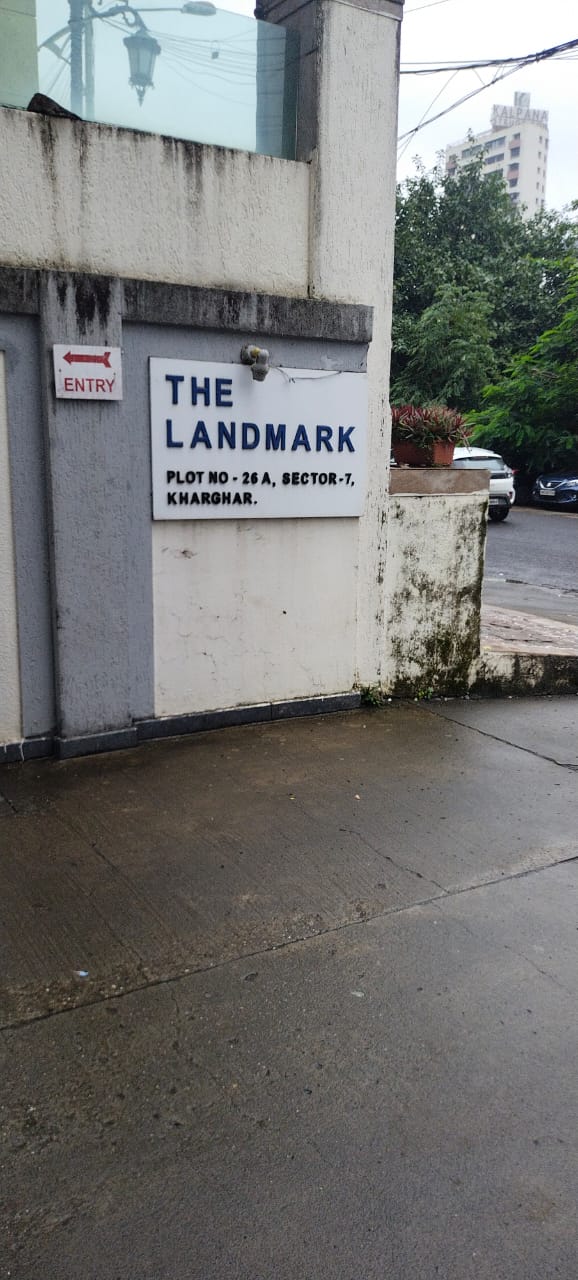 KALPANA
ENTRY
THE
LANDMARK
PLOT NO - 26 A, SECTOR-7,
KHARGHAR.